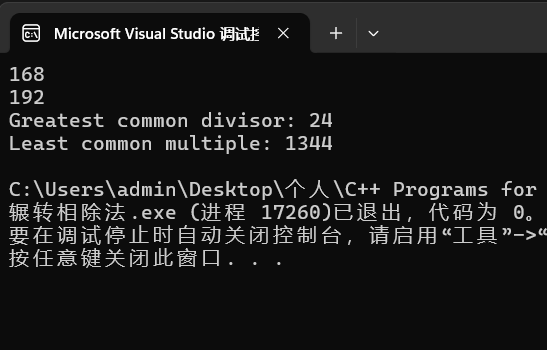 Microsoft Visual Studio 调试
168
192
Greatest common divisor: 24
Least common multiple: 1344
C:\Users\admin\Desktop\个人\C++ Programs for
辗转相除法.exe (进程 17260)已退出，代码为 0。
要在调试停止时自动关闭控制台，请启用“工具”->“
按任意键关闭此窗口. . .